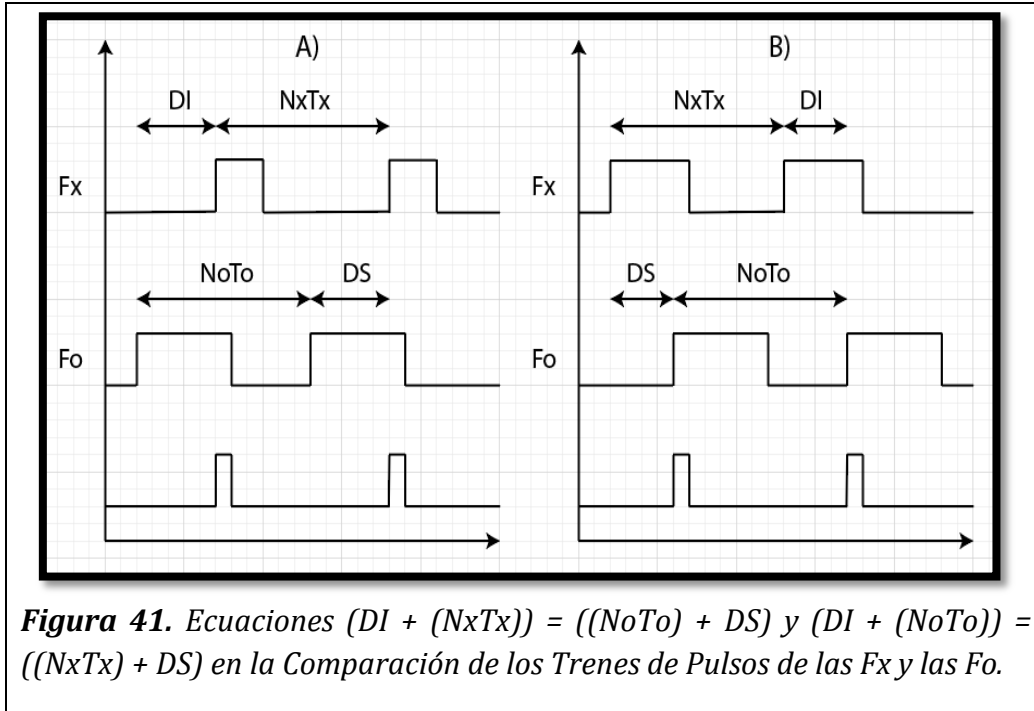 A)
B)
DI
NxTx
NxTx
DI
Fx
Fx
NoTo
DS
DS
NoTo
Fo
Fo
Figura 41. Ecuaciones (DI + (NxTx)) = ((NoTo) + DS) y (DI + (NoTo)) =
((NxTx) + DS) en la Comparación de los Trenes de Pulsos de las Fx y las Fo.